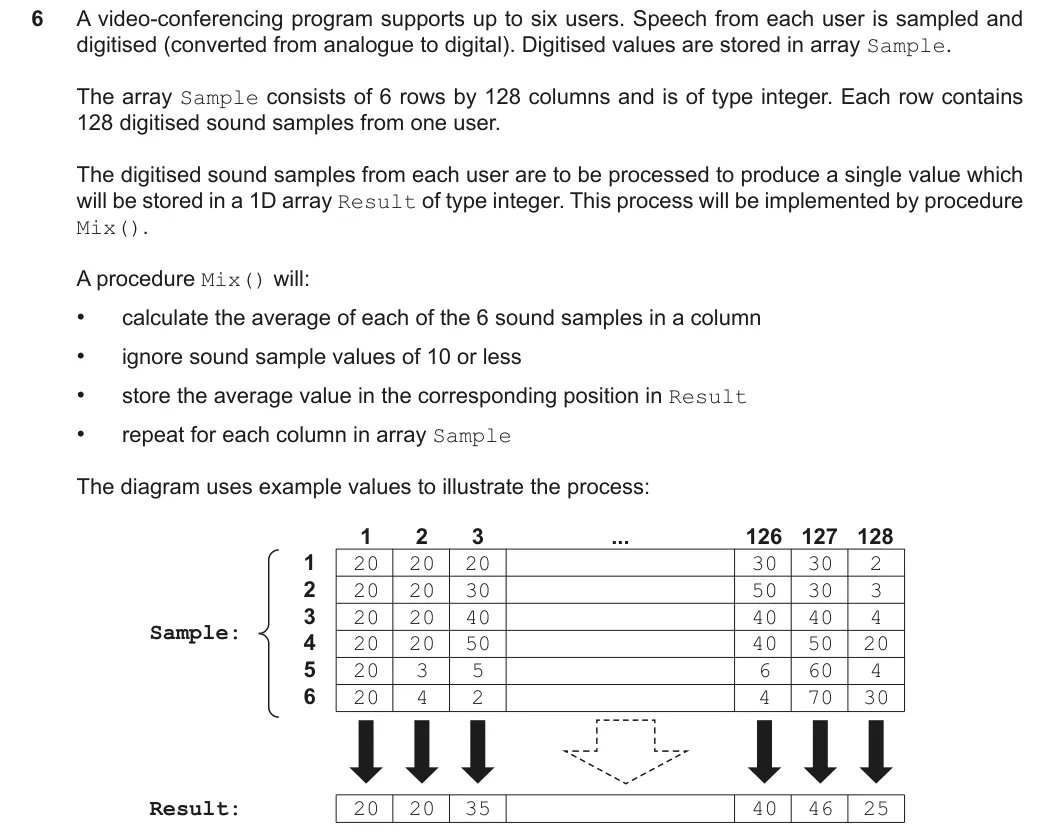 6 A video-conferencing program supports up to six users. Speech from each user is sampled and
digitised (converted from analogue to digital). Digitised values are stored in array Sample.
The array Sample consists of 6 rows by 128 columns and is of type integer. Each row contains
128 digitised sound samples from one user.
The digitised sound samples from each user are to be processed to produce a single value which
will be stored in a 1D array Result of type integer. This process will be implemented by procedure
Mix().
A procedure Mix() will:
• calculate the average of each of the 6 sound samples in a column
• ignore sound sample values of 10 or less
• store the average value in the corresponding position in Result
• repeat for each column in array Sample
The diagram uses example values to illustrate the process:
1 2 3 ... 126 127 128
1 20 20 20 30 30 2
2 20 20 30 50 30 3
3 20 20 40 40 40 4
Sample:
4 20 20 50 40 50 20
5 20 3 5 6 60 4
6 20 4 2 4 70 30
Result: 20 20 35 40 46 25